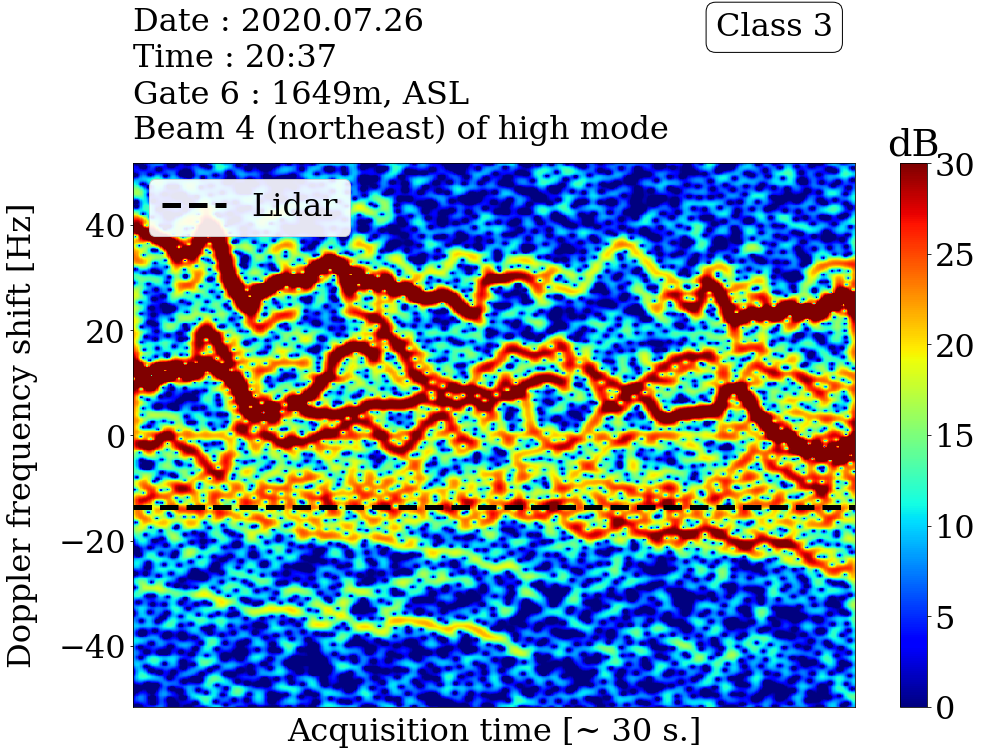 Date : 2020.07.26
Time : 20:37
Gate 6 : 1649m, ASL
Beam 4 (northeast) of high mode
Class 3
dB
Lidar
Doppler frequency shift [Hz]
40
20
0
−20
−40
30
25
20
15
10
5
0
Acquisition time [~ 30 s.]